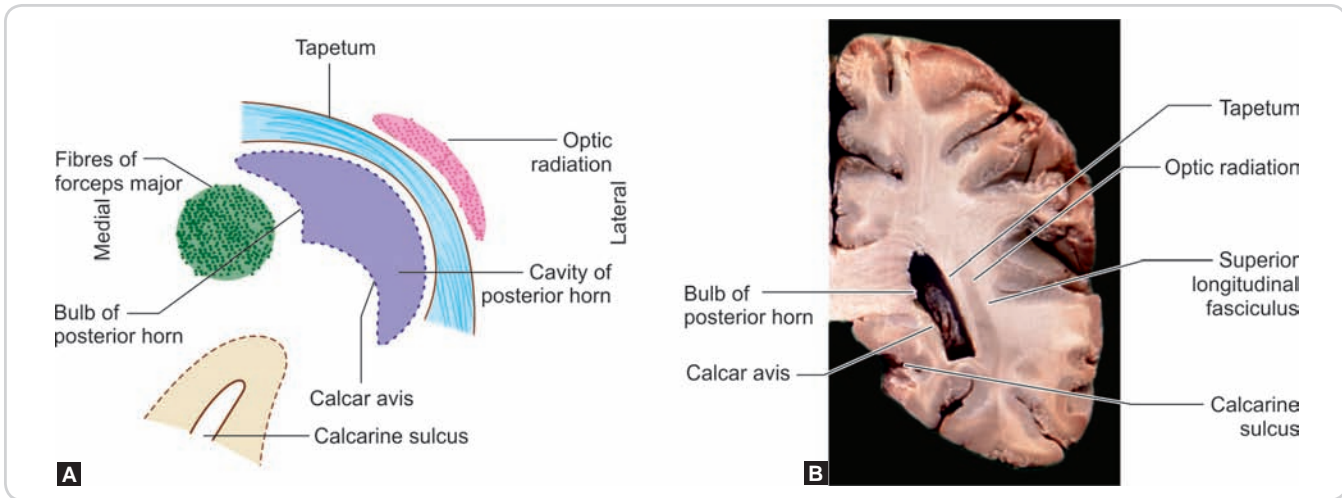 Tapetum
Fibres of
forceps major
Medial
Optic
radiation
Lateral
Cavity of
posterior horn
Bulb of
posterior horn
Calcar avis
Calcarine sulcus
A
Tapetum
Optic radiation
Superior
longitudinal
fasciculus
Bulb of
posterior horn
Calcar avis
Calcarine
sulcus
B